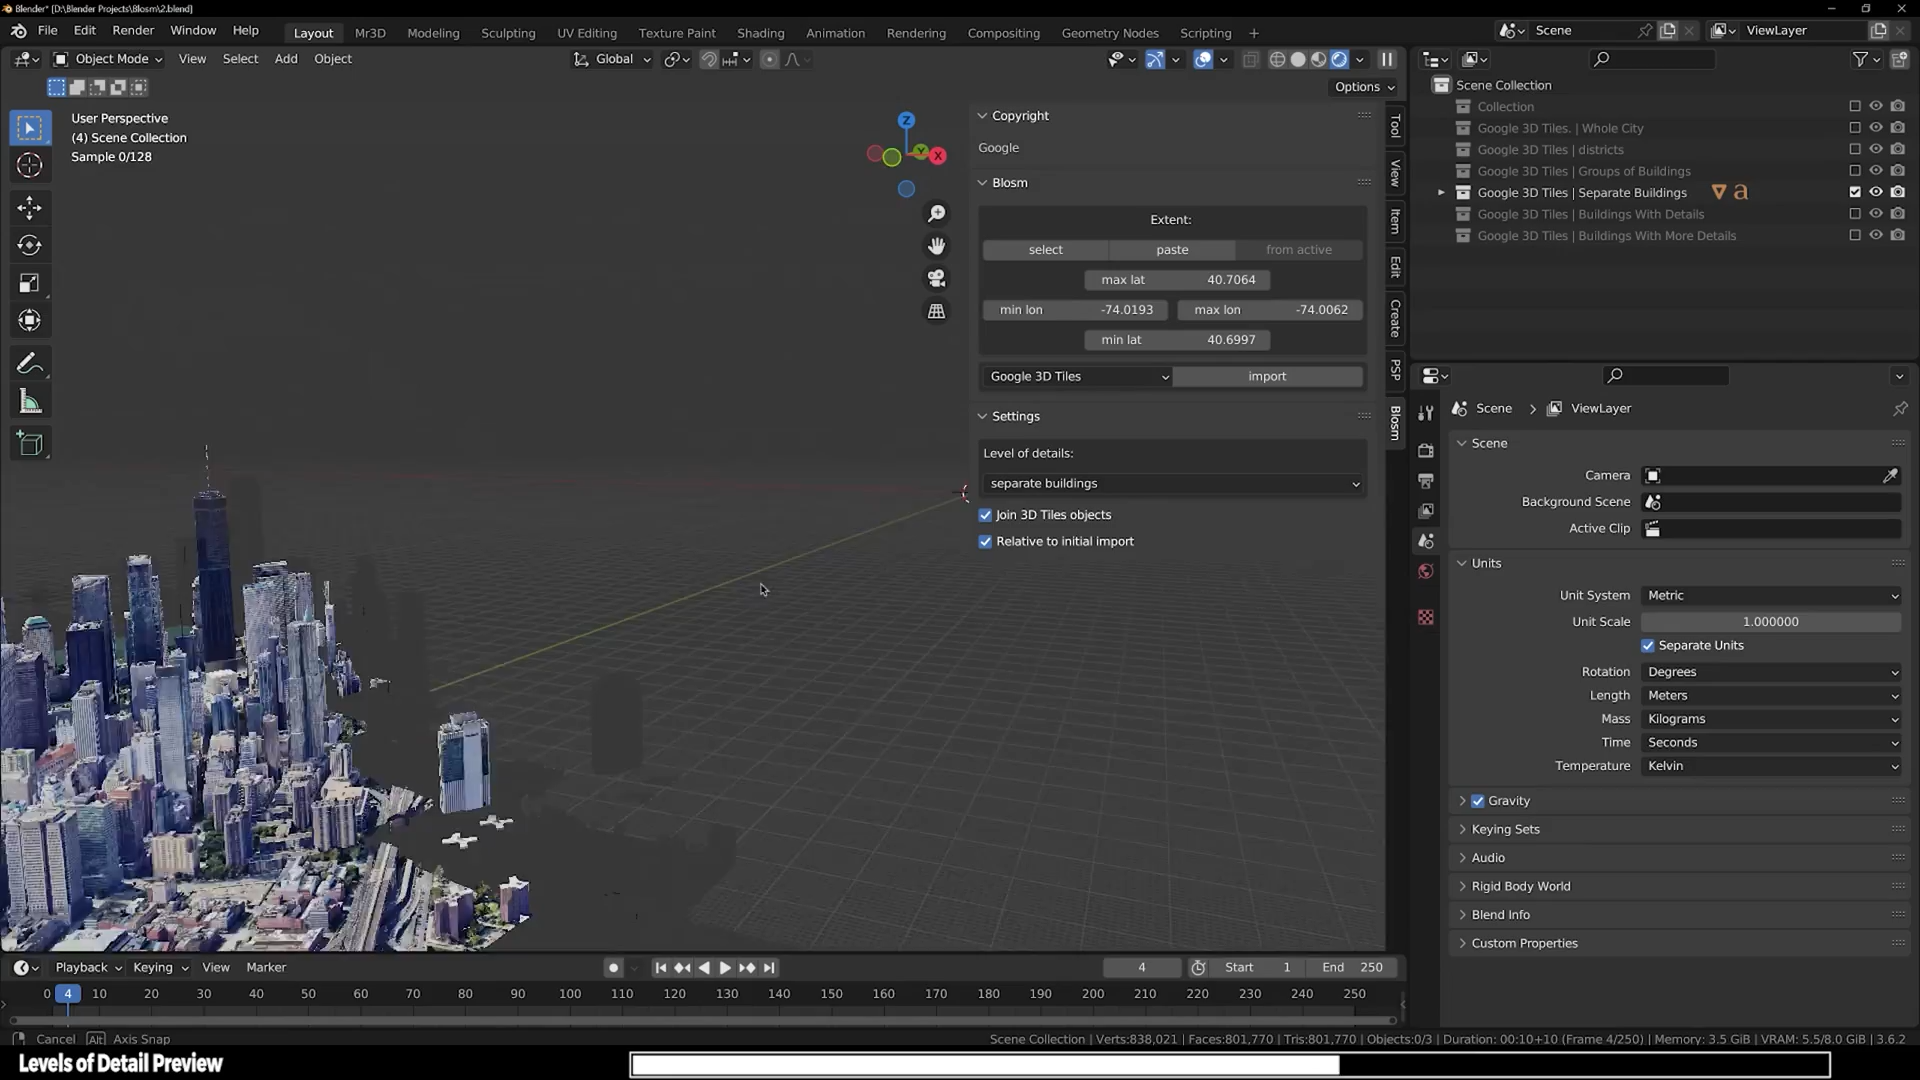 Blender* [D:\Blender Projects\Blosm\2.blend]
File Edit Render Window Help
Layout Mr3D Modeling Sculpting UV Editing Texture Paint Shading Animation Rendering Compositing Geometry Nodes Scripting +
Scene
ViewLayer
Object Mode View Select Add Object
Global
Options
User Perspective
(4) Scene Collection
Sample 0/128
Z
Y
X
Copyright
Google
Blosm
Extent:
select paste from active
max lat 40.7064
min lon -74.0193 max lon -74.0062
min lat 40.6997
Google 3D Tiles import
Settings
Level of details:
separate buildings
Join 3D Tiles objects
Relative to initial import
Tool
View
Item
Edit
Create
PSP
Blosm
Scene Collection
Collection
Google 3D Tiles. | Whole City
Google 3D Tiles | districts
Google 3D Tiles | Groups of Buildings
Google 3D Tiles | Separate Buildings
Google 3D Tiles | Buildings With Details
Google 3D Tiles | Buildings With More Details
Scene > ViewLayer
Scene
Camera
Background Scene
Active Clip
Units
Unit System Metric
Unit Scale 1.000000
Separate Units
Rotation Degrees
Length Meters
Mass Kilograms
Time Seconds
Temperature Kelvin
Gravity
Keying Sets
Audio
Rigid Body World
Blend Info
Custom Properties
Playback Keying View Marker
4 Start 1 End 250
0 4 10 20 30 40 50 60 70 80 90 100 110 120 130 140 150 160 170 180 190 200 210 220 230 240 250
Cancel Alt Axis Snap
Scene Collection | Verts:838,021 | Faces:801,770 | Tris:801,770 | Objects:0/3 | Duration: 00:10+10 (Frame 4/250) | Memory: 3.5 GiB | VRAM: 5.5/8.0 GiB | 3.6.2
Levels of Detail Preview